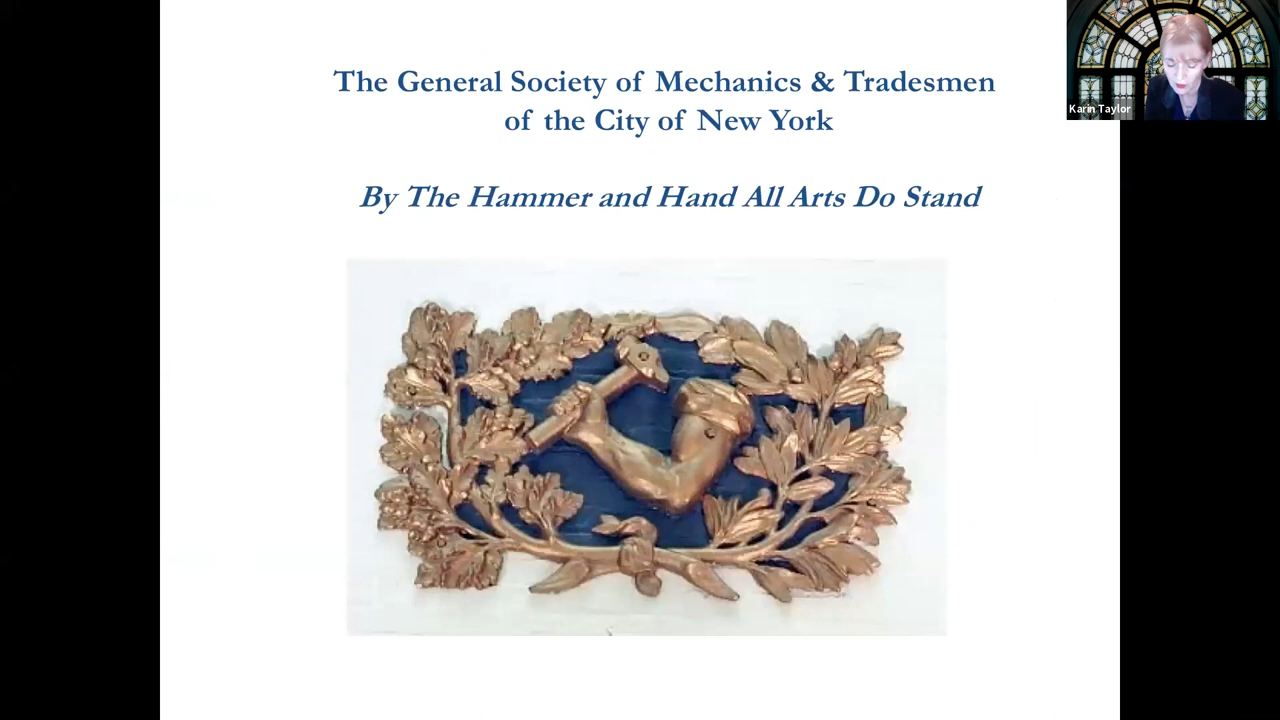 The General Society of Mechanics & Tradesmen
of the City of New York
By The Hammer and Hand All Arts Do Stand
Karin Taylor